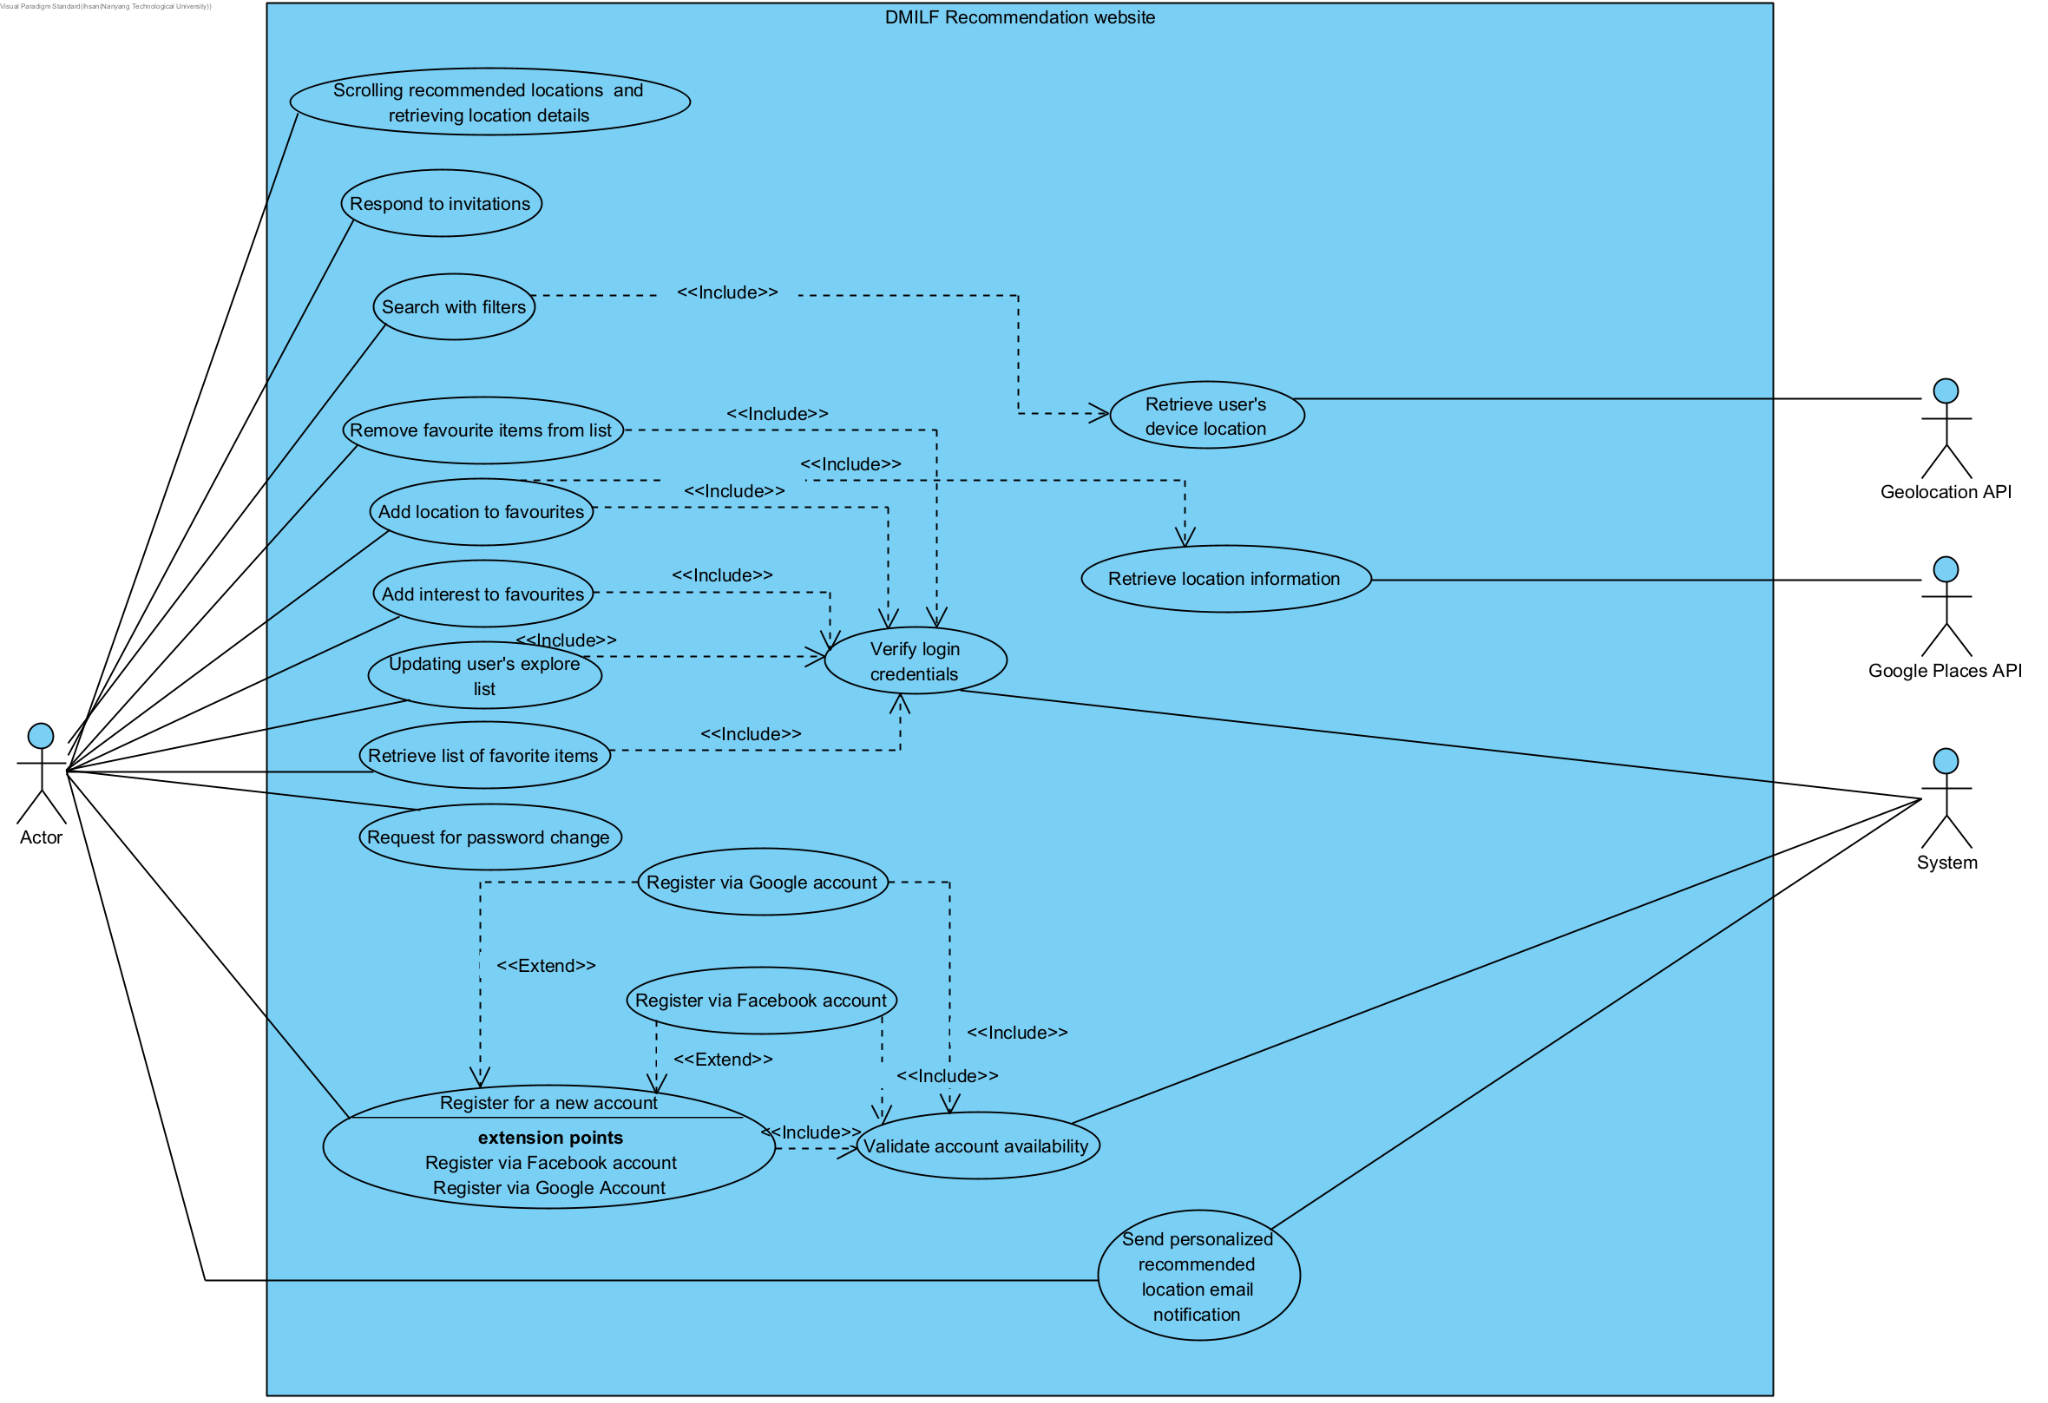 Visual Paradigm Standard(Ihsan(Nanyang Technological University))
DMILF Recommendation website
Scrolling recommended locations and
retrieving location details
Respond to invitations
Search with filters
<<Include>>
Retrieve user's
device location
Geolocation API
Remove favourite items from list
<<Include>>
<<Include>>
Add location to favourites
<<Include>>
Retrieve location information
Google Places API
Add interest to favourites
<<Include>>
<<Include>>
Updating user's explore
list
Verify login
credentials
Retrieve list of favorite items
<<Include>>
Actor
System
Request for password change
Register via Google account
<<Extend>>
Register via Facebook account
<<Include>>
<<Extend>>
<<Include>>
Register for a new account
extension points
Register via Facebook account
Register via Google Account
<<Include>>
Validate account availability
Send personalized
recommended
location email
notification